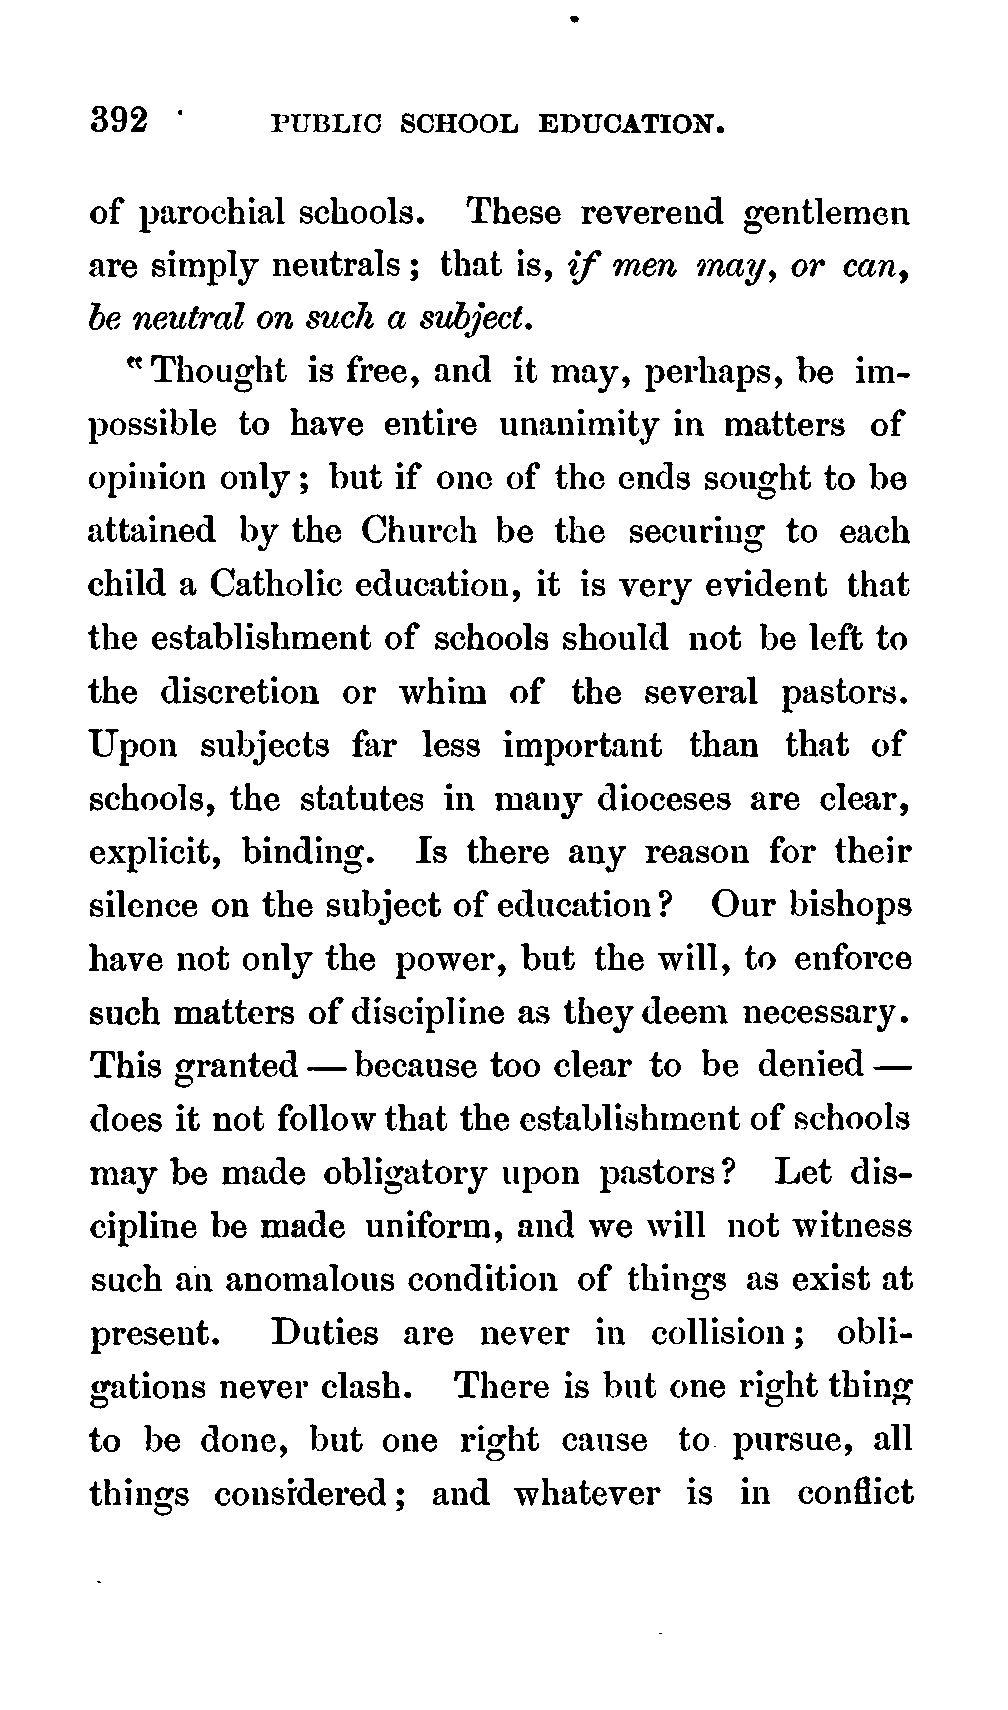 392 PUBLIC SCHOOL EDUCATION.
of parochial schools. These reverend gentlemen
are simply neutrals; that is, if men may, or can,
be neutral on such a subject.
"Thought is free, and it may, perhaps, be im-
possible to have entire unanimity in matters of
opinion only; but if one of the ends sought to be
attained by the Church be the securing to each
child a Catholic education, it is very evident that
the establishment of schools should not be left to
the discretion or whim of the several pastors.
Upon subjects far less important than that of
schools, the statutes in many dioceses are clear,
explicit, binding. Is there any reason for their
silence on the subject of education? Our bishops
have not only the power, but the will, to enforce
such matters of discipline as they deem necessary.
This granted — because too clear to be denied —
does it not follow that the establishment of schools
may be made obligatory upon pastors? Let dis-
cipline be made uniform, and we will not witness
such an anomalous condition of things as exist at
present. Duties are never in collision; obli-
gations never clash. There is but one right thing
to be done, but one right cause to pursue, all
things considered; and whatever is in conflict